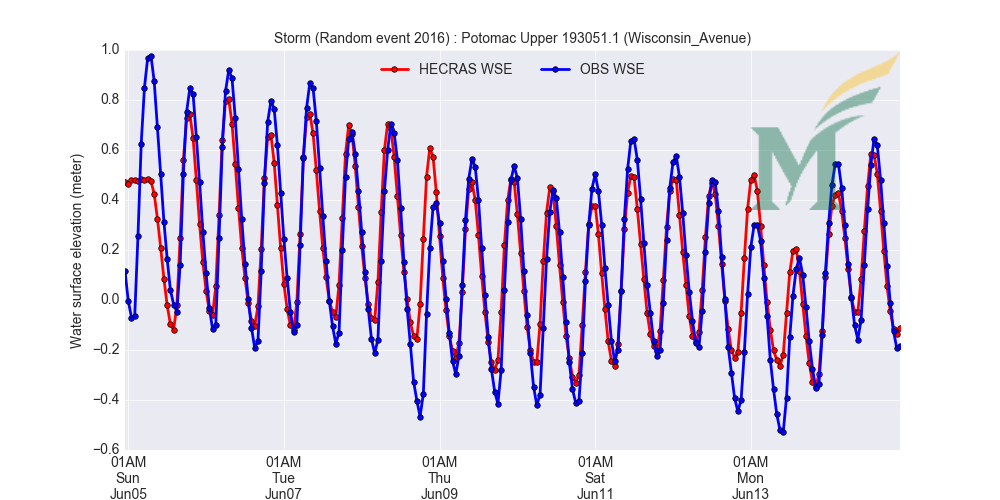 Storm (Random event 2016) : Potomac Upper 193051.1 (Wisconsin_Avenue)
HECRAS WSE OBS WSE
M
Water surface elevation (meter)
1.0
0.8
0.6
0.4
0.2
0.0
−0.2
−0.4
−0.6
01AM 01AM 01AM 01AM 01AM
Sun Tue Thu Sat Mon
Jun05 Jun07 Jun09 Jun11 Jun13